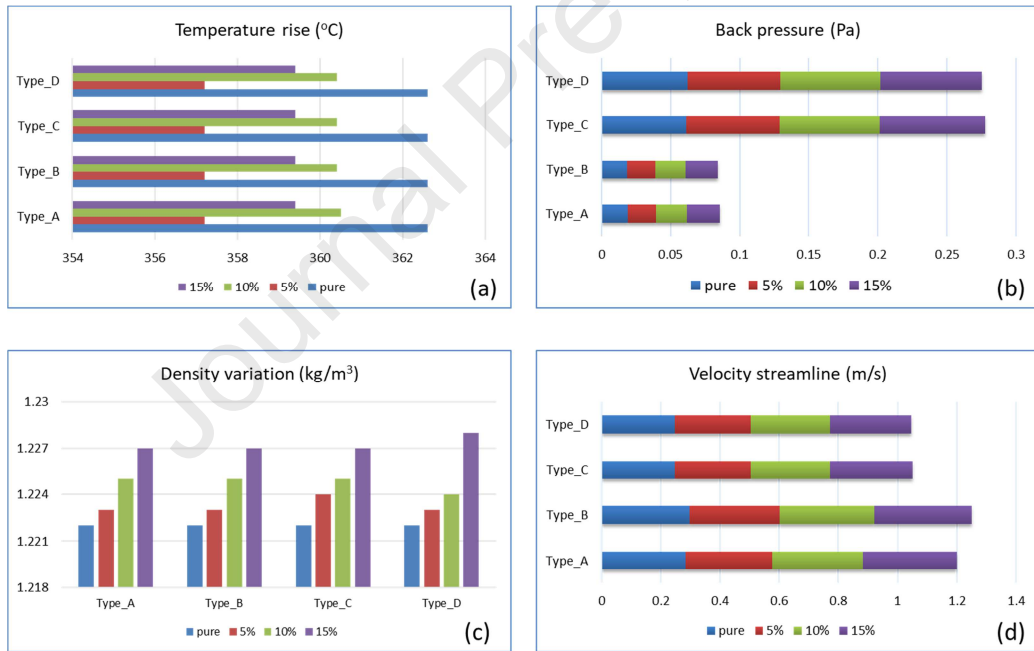 Journal Pre
Temperature rise (°C)
Type_D
Type_C
Type_B
Type_A
354 356 358 360 362 364
15% 10% 5% pure
(a)
Back pressure (Pa)
Type_D
Type_C
Type_B
Type_A
0 0.05 0.1 0.15 0.2 0.25 0.3
pure 5% 10% 15%
(b)
Density variation (kg/m³)
1.23
1.227
1.224
1.221
1.218
Type_A Type_B Type_C Type_D
pure 5% 10% 15%
(c)
Velocity streamline (m/s)
Type_D
Type_C
Type_B
Type_A
0 0.2 0.4 0.6 0.8 1 1.2 1.4
pure 5% 10% 15%
(d)